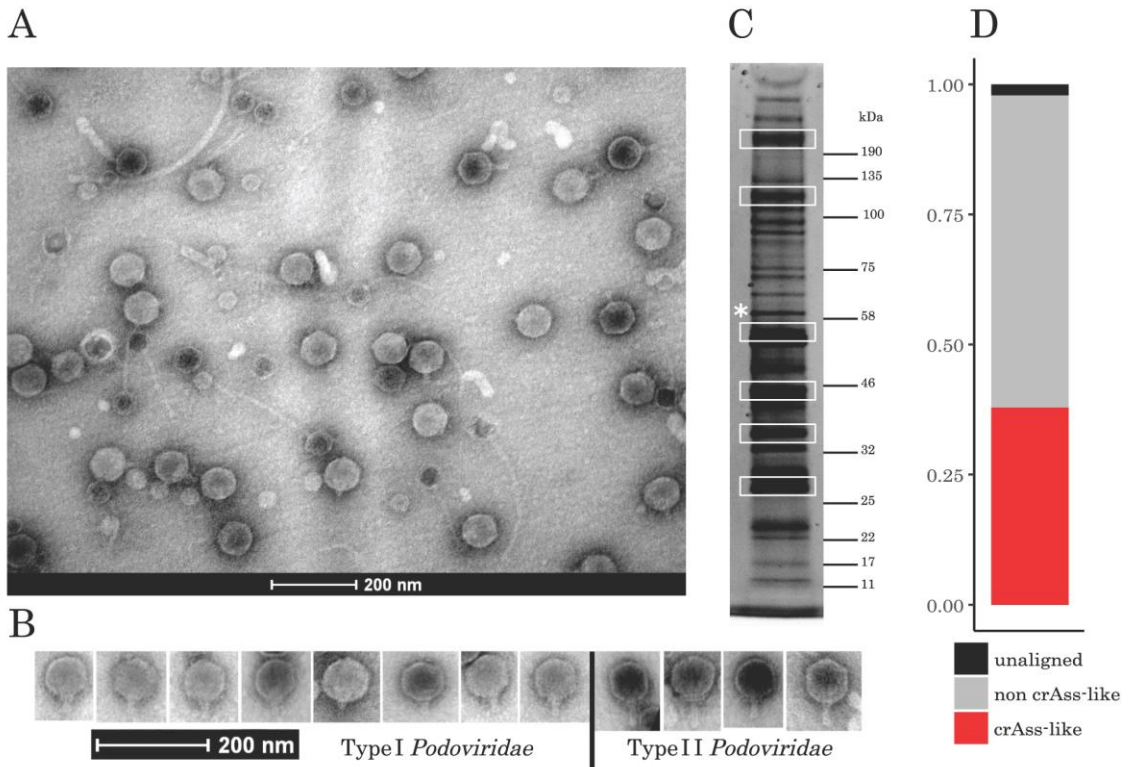 A
200 nm
B
200 nm
Type I Podoviridae
Type II Podoviridae
C
kDa
190
135
100
75
58
*
46
32
25
22
17
11
D
1.00
0.75
0.50
0.25
0.00
unaligned
non crAss-like
crAss-like